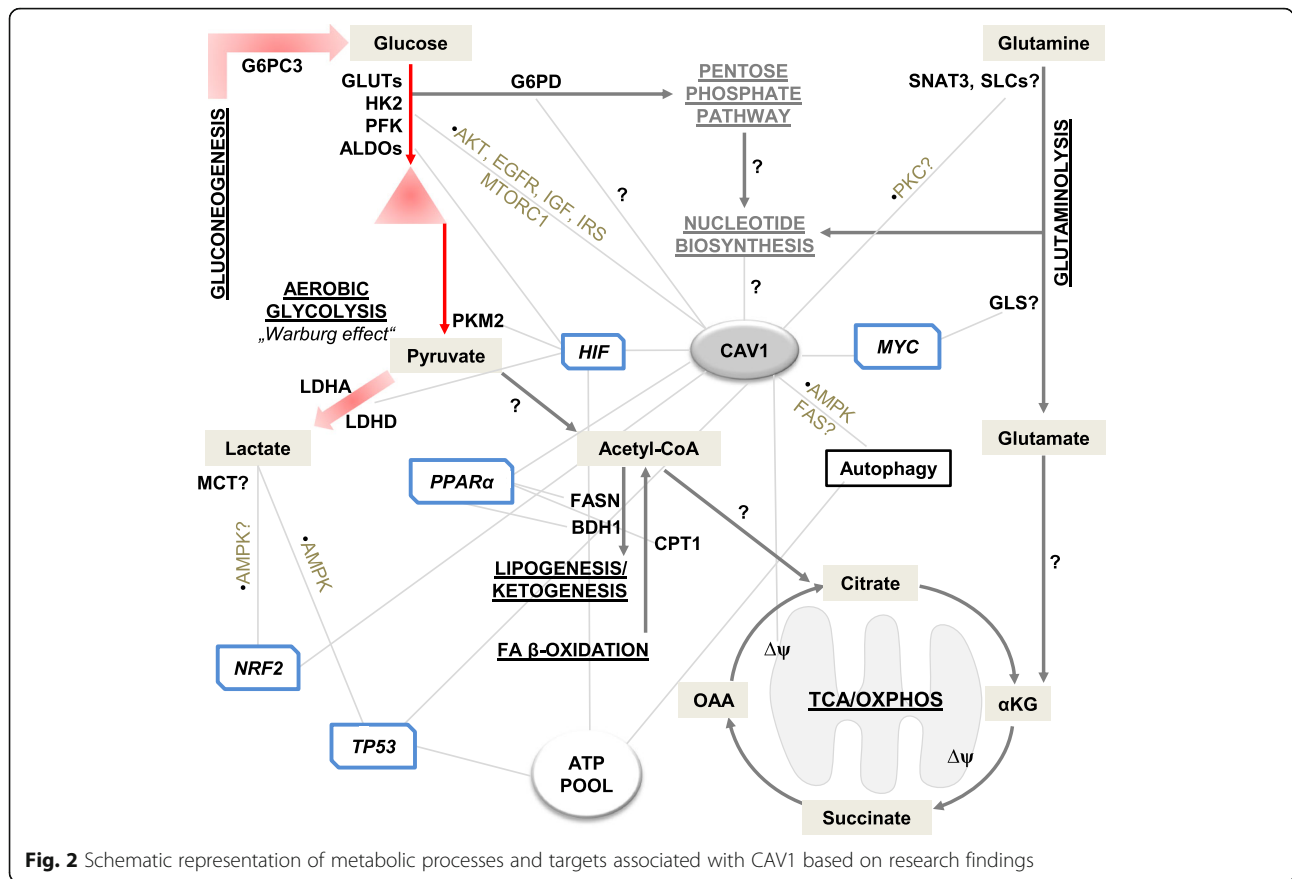 Glucose
Glutamine
G6PC3
GLUTs
HK2
PFK
ALDOs
G6PD
PENTOSE
PHOSPHATE
PATHWAY
SNAT3, SLCs?
GLUCONEOGENESIS
•AKT, EGFR, IGF, IRS
MTORC1
?
?
•PKC?
GLUTAMINOLYSIS
NUCLEOTIDE
BIOSYNTHESIS
?
AEROBIC
GLYCOLYSIS
„Warburg effect“
GLS?
PKM2
Pyruvate
HIF
CAV1
MYC
LDHA
LDHD
?
•AMPK
FAS?
Lactate
Acetyl-CoA
Glutamate
MCT?
PPARα
Autophagy
FASN
BDH1
CPT1
?
•AMPK?
•AMPK
LIPOGENESIS/
KETOGENESIS
?
Citrate
NRF2
FA β-OXIDATION
Δψ
OAA
TCA/OXPHOS
αKG
TP53
ATP
POOL
Δψ
Succinate
Fig. 2 Schematic representation of metabolic processes and targets associated with CAV1 based on research findings